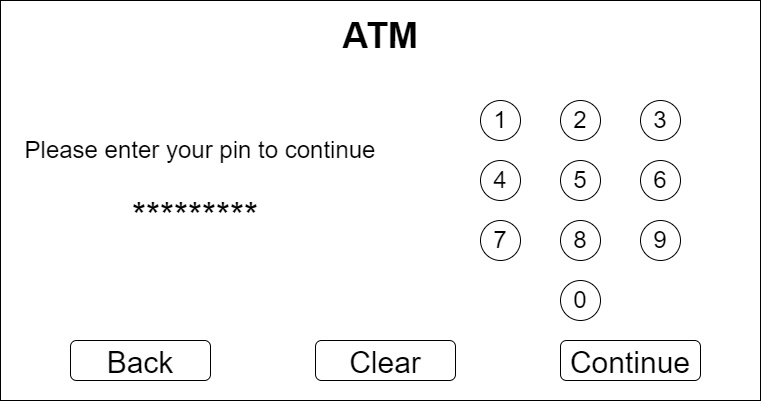 ATM
Please enter your pin to continue
*********
1 2 3
4 5 6
7 8 9
0
Back Clear Continue